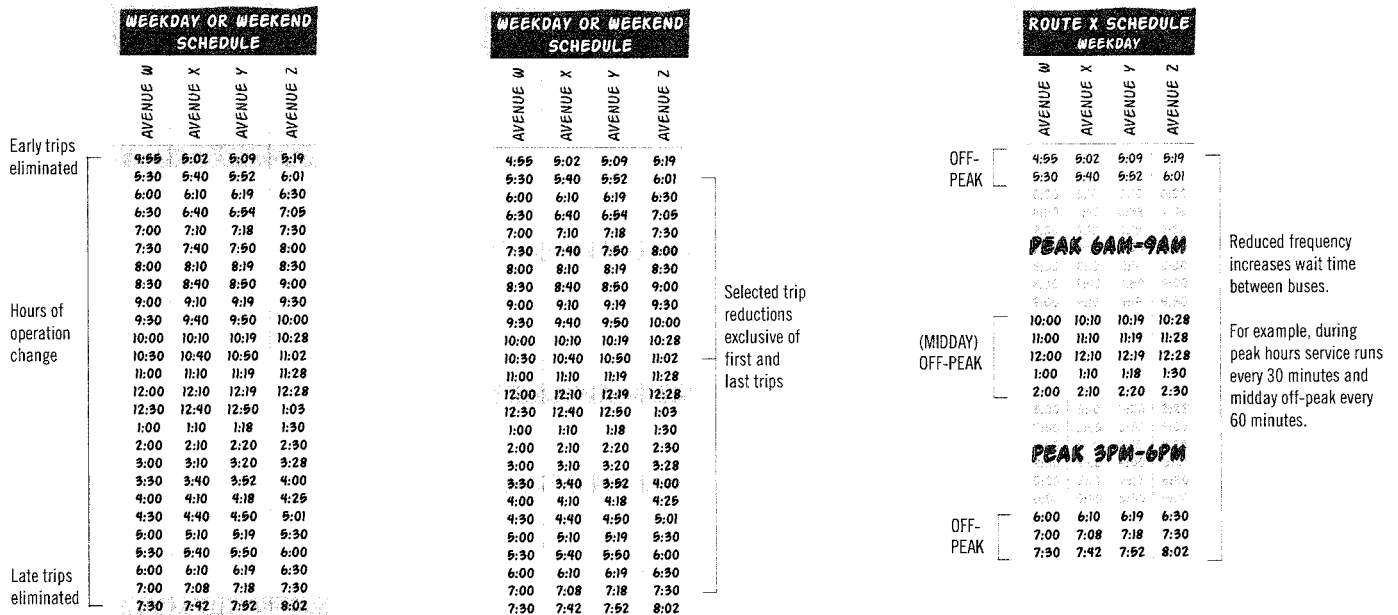 WEEKDAY OR WEEKEND
SCHEDULE
AVENUE W
X
AVENUE Y
Z
Early trips
eliminated
4:55 5:02 5:09 5:19
5:30 5:40 5:52 6:01
6:00 6:10 6:19 6:30
6:30 6:40 6:54 7:05
7:00 7:10 7:18 7:30
7:30 7:40 7:50 8:00
8:00 8:10 8:19 8:30
8:30 8:40 8:50 9:00
9:00 9:10 9:19 9:30
9:30 9:40 9:50 10:00
10:00 10:10 10:19 10:28
10:30 10:40 10:50 11:02
11:00 11:10 11:19 11:28
12:00 12:10 12:19 12:28
12:30 12:40 12:50 1:03
1:00 1:10 1:18 1:30
2:00 2:10 2:20 2:30
3:00 3:10 3:20 3:28
3:30 3:40 3:52 4:00
4:00 4:10 4:18 4:25
4:30 4:40 4:50 5:01
5:00 5:10 5:19 5:30
5:30 5:40 5:50 6:00
6:00 6:10 6:19 6:30
7:00 7:08 7:18 7:30
7:30 7:42 7:52 8:02
Hours of
operation
change
Late trips
eliminated
WEEKDAY OR WEEKEND
SCHEDULE
AVENUE W
AVENUE X
AVENUE Y
AVENUE Z
4:55 5:02 5:09 5:19
5:30 5:40 5:52 6:01
6:00 6:10 6:19 6:30
6:30 6:40 6:54 7:05
7:00 7:10 7:18 7:30
7:30 7:40 7:50 8:00
8:00 8:10 8:19 8:30
8:30 8:40 8:50 9:00
9:00 9:10 9:19 9:30
9:30 9:40 9:50 10:00
10:00 10:10 10:19 10:28
10:30 10:40 10:50 11:02
11:00 11:10 11:19 11:28
12:00 12:10 12:19 12:28
12:30 12:40 12:50 1:03
1:00 1:10 1:18 1:30
2:00 2:10 2:20 2:30
3:00 3:10 3:20 3:28
3:30 3:40 3:52 4:00
4:00 4:10 4:18 4:25
4:30 4:40 4:50 5:01
5:00 5:10 5:19 5:30
5:30 5:40 5:50 6:00
6:00 6:10 6:19 6:30
7:00 7:08 7:18 7:30
7:30 7:42 7:52 8:02
Selected trip
reductions
exclusive of
first and
last trips
ROUTE X SCHEDULE
WEEKDAY
AVENUE W
AVENUE X
AVENUE Y
AVENUE Z
OFF-
PEAK
4:55 5:02 5:09 5:19
5:30 5:40 5:52 6:01
PEAK 6AM-9AM
(MIDDAY)
OFF-PEAK
10:00 10:10 10:19 10:28
11:00 11:10 11:19 11:28
12:00 12:10 12:19 12:28
1:00 1:10 1:18 1:30
2:00 2:10 2:20 2:30
PEAK 3PM-6PM
OFF-
PEAK
6:00 6:10 6:19 6:30
7:00 7:08 7:18 7:30
7:30 7:42 7:52 8:02
Reduced frequency
increases wait time
between buses.
For example, during
peak hours service runs
every 30 minutes and
midday off-peak every
60 minutes.